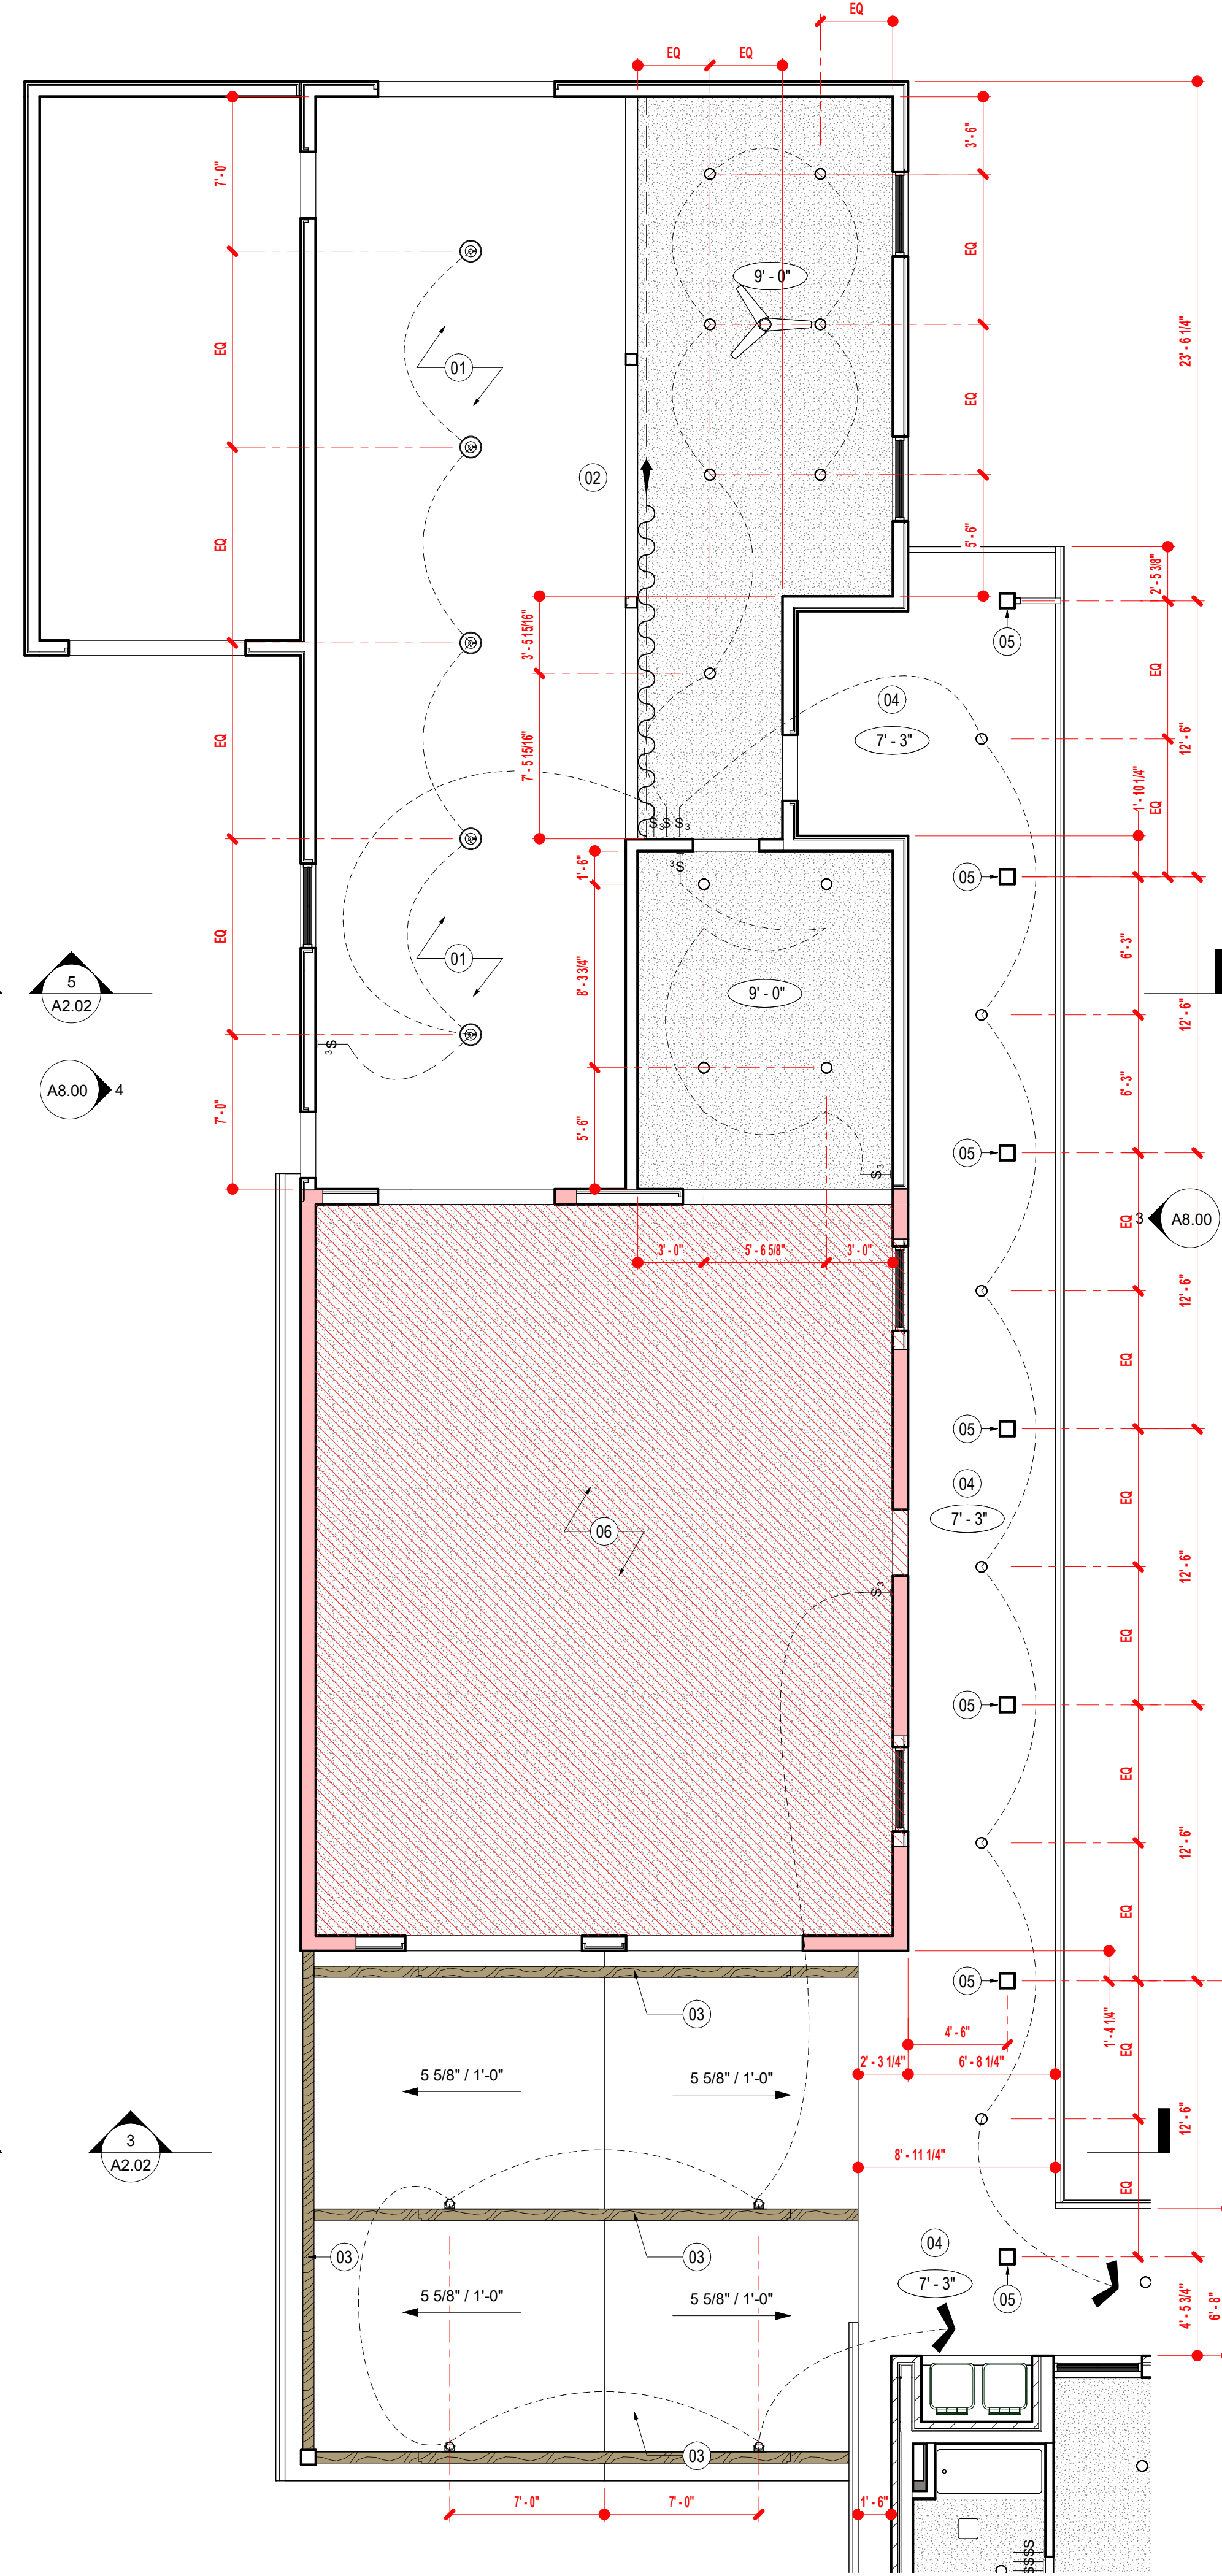 EQ
EQ
EQ
7' - 0"
3' - 6"
EQ
9' - 0"
23' - 6 1/4"
EQ
01
EQ
02
EQ
5' - 6"
2' - 5 3/8"
05
3' - 5 15/16"
EQ
04
7' - 3"
12' - 6"
EQ
7' - 5 15/16"
1' - 10 1/4"
EQ
S3
S
S3
S3
1' - 6"
05
EQ
01
8' - 3 3/4"
6' - 3"
9' - 0"
5
A2.02
12' - 6"
S3
A8.00
4
7' - 0"
5' - 6"
6' - 3"
05
S3
EQ
3
A8.00
3' - 0"
5' - 6 5/8"
3' - 0"
12' - 6"
EQ
05
04
EQ
7' - 3"
06
12' - 6"
S3
EQ
05
EQ
12' - 6"
EQ
05
03
4' - 6"
1' - 4 1/4"
EQ
2' - 3 1/4"
6' - 8 1/4"
5 5/8" / 1'-0"
5 5/8" / 1'-0"
12' - 6"
3
A2.02
8' - 11 1/4"
EQ
04
03
03
7' - 3"
05
5 5/8" / 1'-0"
5 5/8" / 1'-0"
4' - 5 3/4"
6' - 8"
03
7' - 0"
7' - 0"
1' - 6"
SSSS